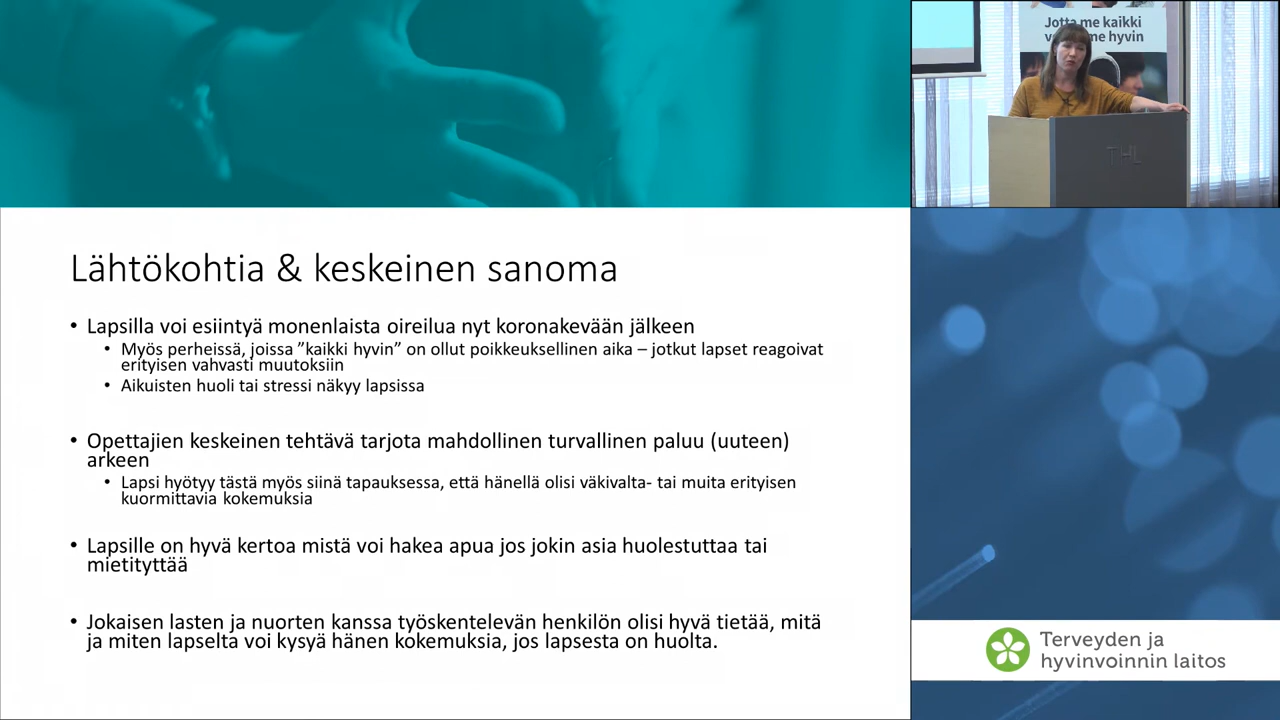 Lähtökohtia & keskeinen sanoma
• Lapsilla voi esiintyä monenlaista oireilua nyt koronakevään jälkeen
• Myös perheissä, joissa ”kaikki hyvin” on ollut poikkeuksellinen aika – jotkut lapset reagoivat
erityisen vahvasti muutoksiin
• Aikuisten huoli tai stressi näkyy lapsissa
• Opettajien keskeinen tehtävä tarjota mahdollinen turvallinen paluu (uuteen)
arkeen
• Lapsi hyötyy tästä myös siinä tapauksessa, että hänellä olisi väkivalta- tai muita erityisen
kuormittavia kokemuksia
• Lapsille on hyvä kertoa mistä voi hakea apua jos jokin asia huolestuttaa tai
mietityttää
• Jokaisen lasten ja nuorten kanssa työskentelevän henkilön olisi hyvä tietää, mitä
ja miten lapselta voi kysyä hänen kokemuksia, jos lapsesta on huolta.
Jotta me kaikki
me hyvin
THL
Terveyden ja
hyvinvoinnin laitos